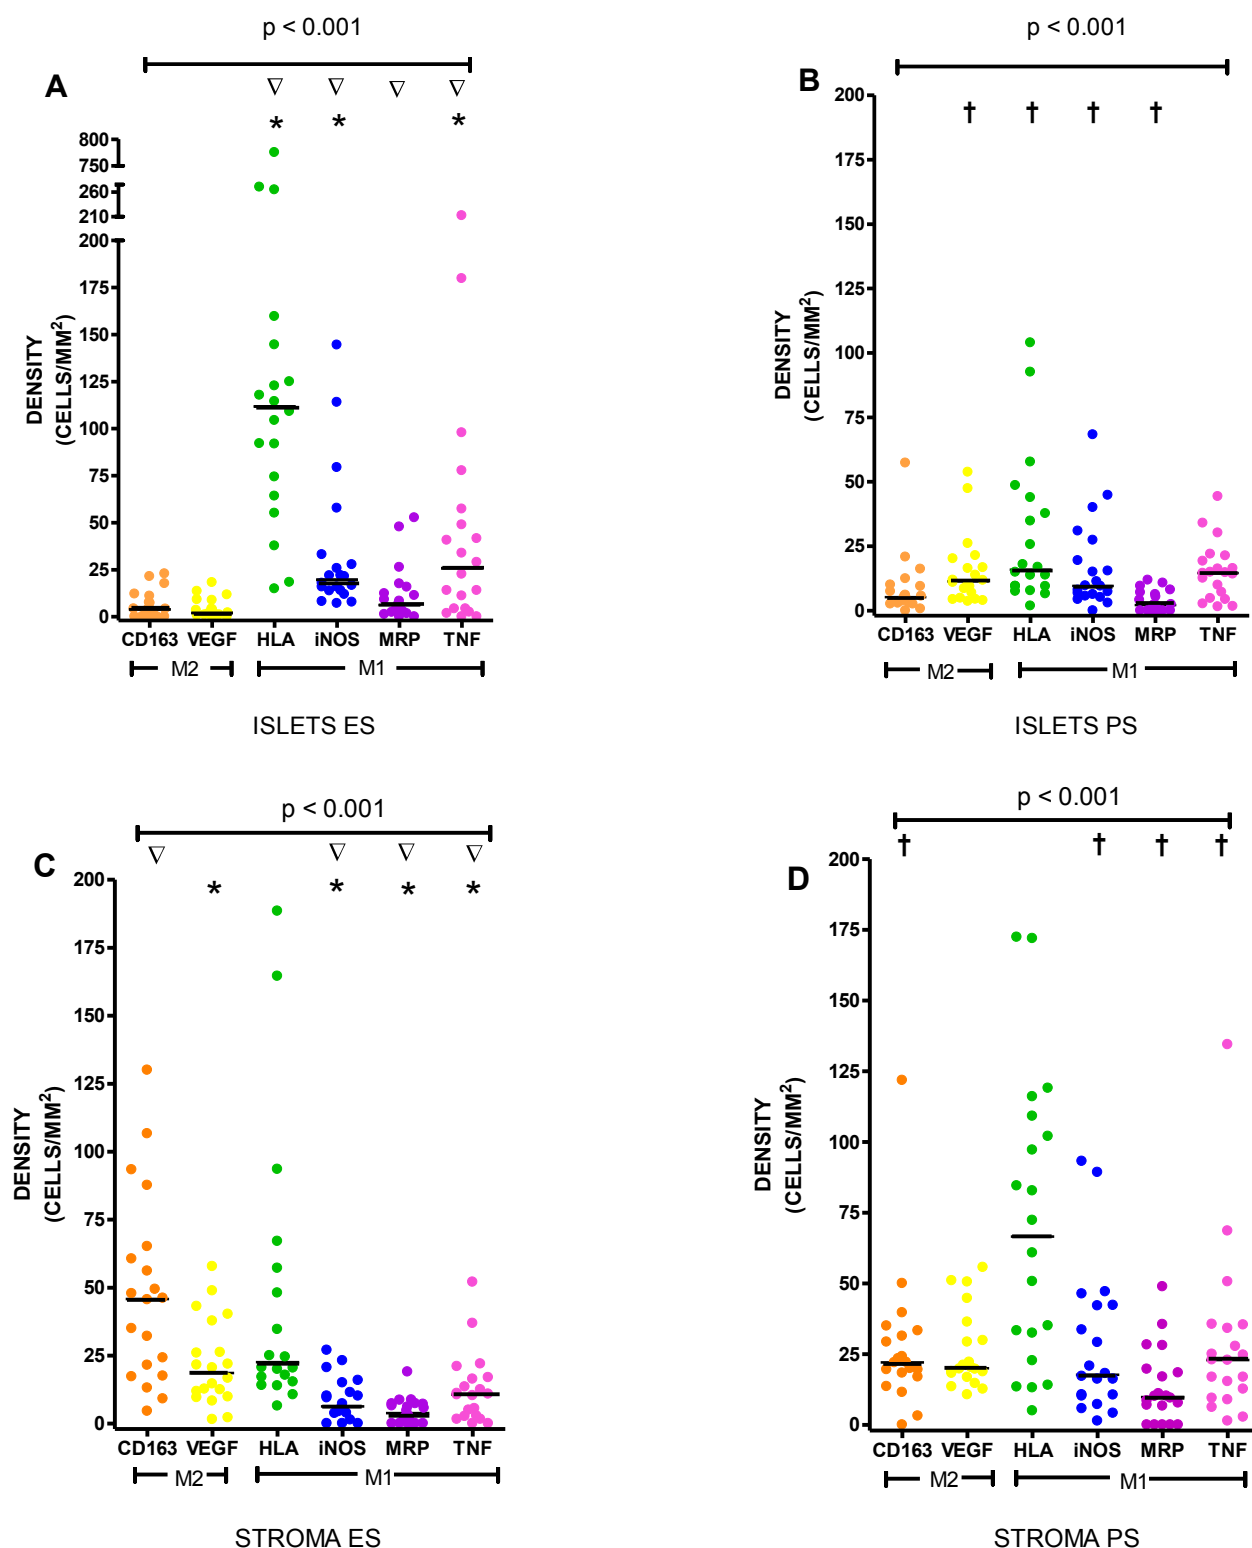 p < 0.001
A
▽ ▽ ▽ ▽
* * *
800
750
260
210
200
175
150
125
100
75
50
25
0
DENSITY
(CELLS/MM²)
CD163 VEGF HLA iNOS MRP TNF
M2 M1
ISLETS ES
p < 0.001
B
† † † †
200
175
150
125
100
75
50
25
0
DENSITY
(CELLS/MM²)
CD163 VEGF HLA iNOS MRP TNF
M2 M1
ISLETS PS
p < 0.001
C
▽ ▽ ▽ ▽
* * * *
200
175
150
125
100
75
50
25
0
DENSITY
(CELLS/MM²)
CD163 VEGF HLA iNOS MRP TNF
M2 M1
STROMA ES
p < 0.001
D
† † † †
200
175
150
125
100
75
50
25
0
DENSITY
(CELLS/MM²)
CD163 VEGF HLA iNOS MRP TNF
M2 M1
STROMA PS